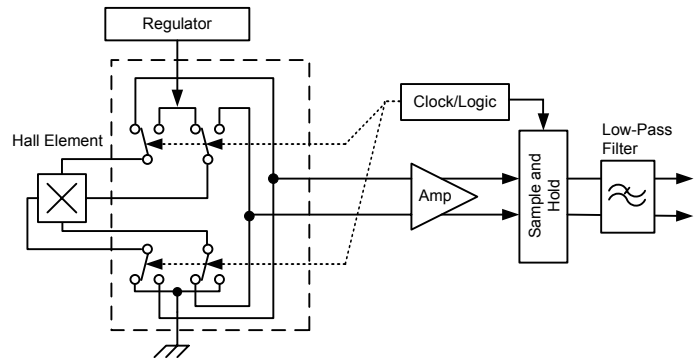 Regulator
Clock/Logic
Hall Element
Low-Pass
Filter
Amp
Sample and
Hold